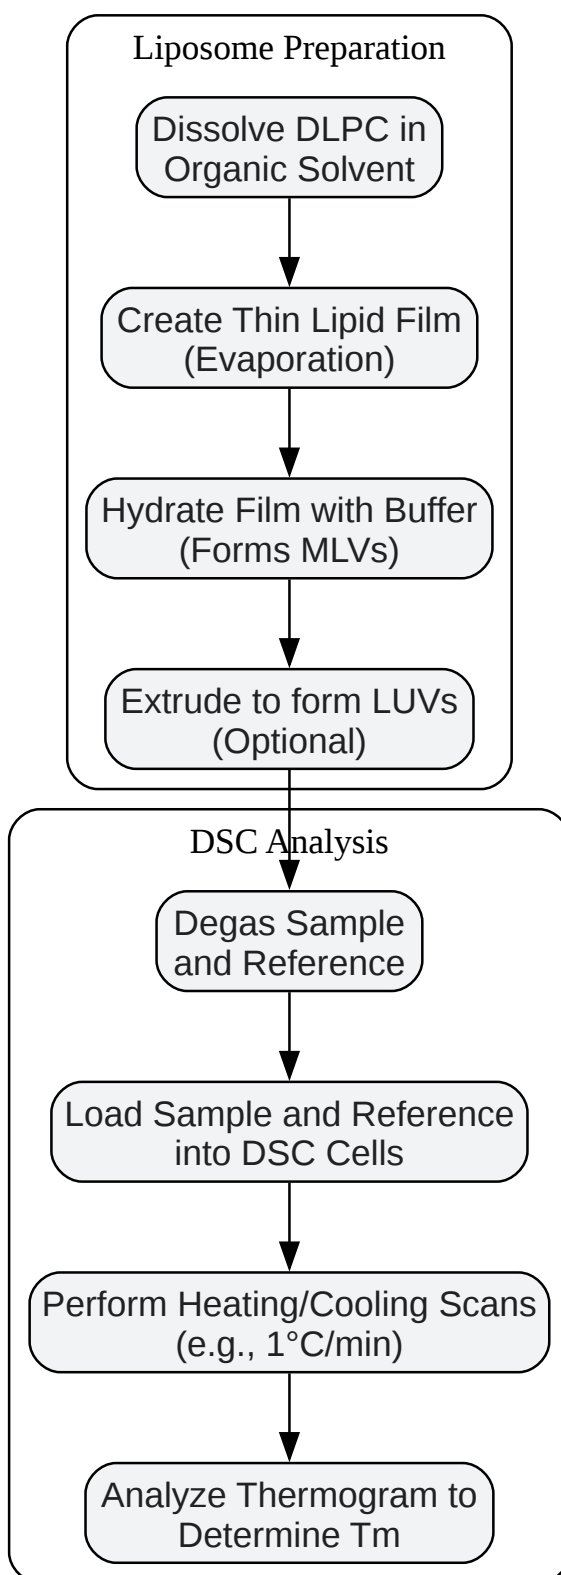 Liposome Preparation
Dissolve DLPC in
Organic Solvent
Create Thin Lipid Film
(Evaporation)
Hydrate Film with Buffer
(Forms MLVs)
Extrude to form LUVs
(Optional)
DSC Analysis
Degas Sample
and Reference
Load Sample and Reference
into DSC Cells
Perform Heating/Cooling Scans
(e.g., 1°C/min)
Analyze Thermogram to
Determine Tm